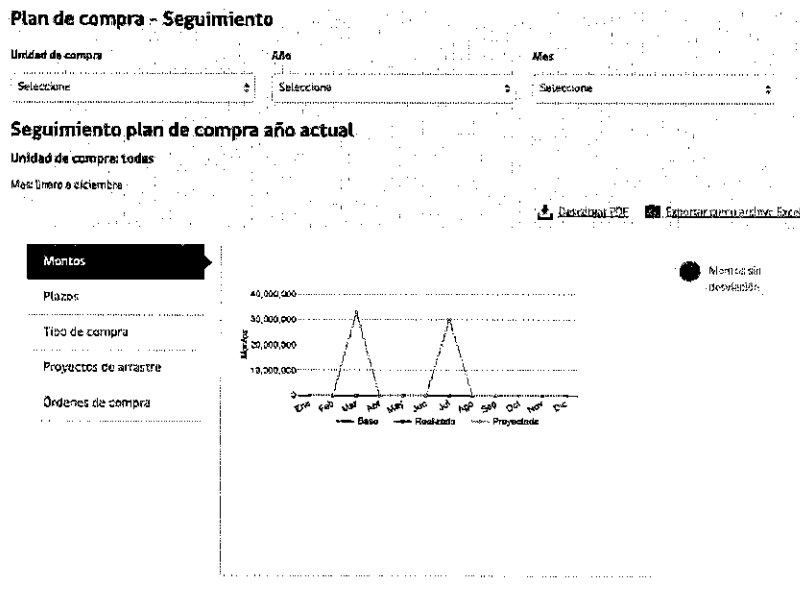 Plan de compra - Seguimiento
Unidad de compra
Año
Mes
Seleccione
Seleccione
Seleccione
Seguimiento plan de compra año actual
Unidad de compra: todas
Mes: Enero a diciembre
Descargar PDF
Exportar como archivo Excel
Montos
Plazos
Tipo de compra
Proyectos de arrastre
Órdenes de compra
Montos sin
desviación
Montos
40,000,000
30,000,000
20,000,000
10,000,000
0
Ene Feb Mar Abr May Jun Jul Ago Sep Oct Nov Dic
Base Realizado Proyectado